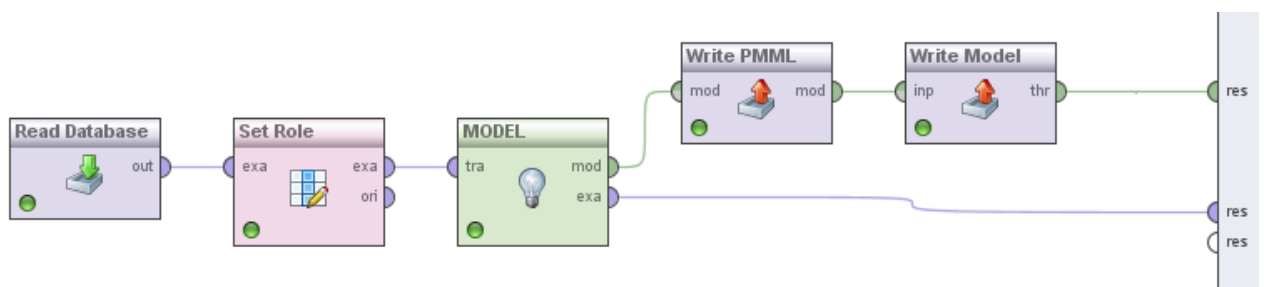 Write PMML
mod mod
Write Model
inp thr
res
Read Database
out
Set Role
exa exa
ori
MODEL
tra mod
exa
res
res